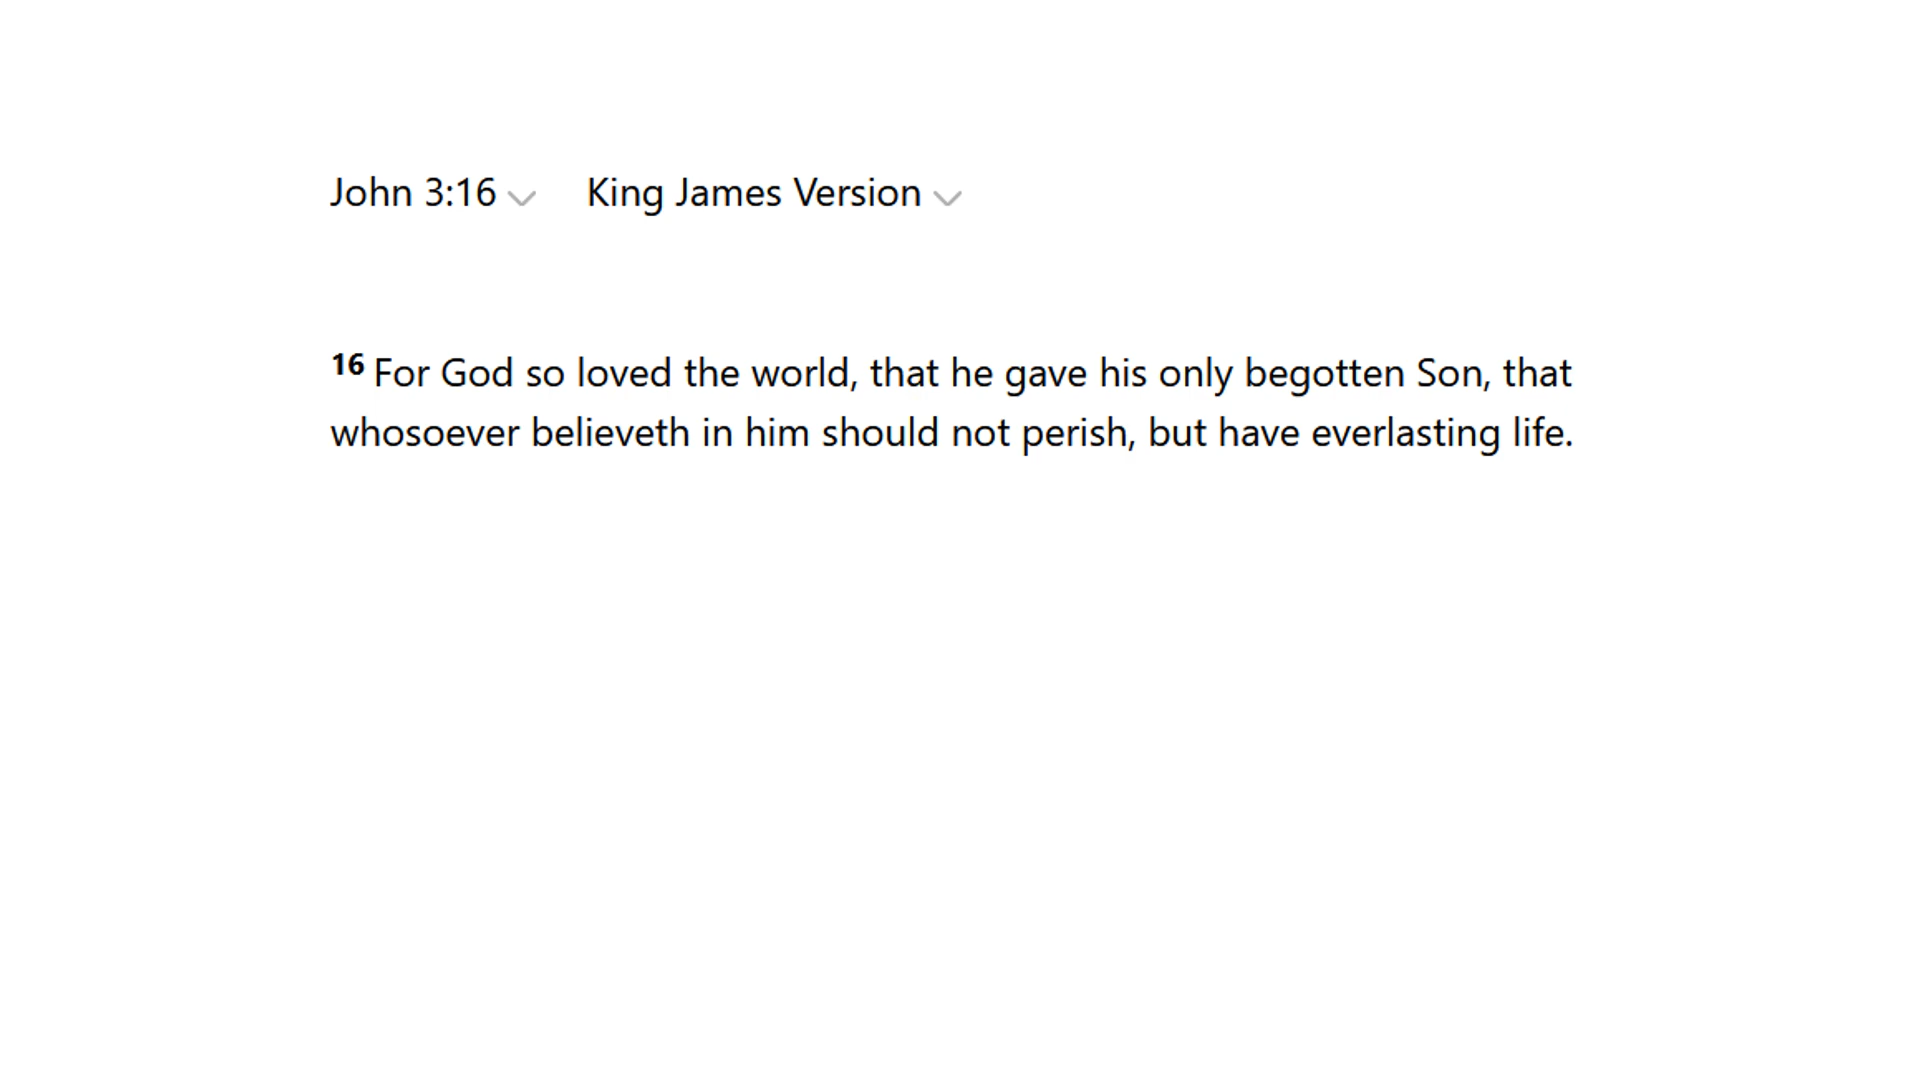 John 3:16 King James Version
16 For God so loved the world, that he gave his only begotten Son, that
whosoever believeth in him should not perish, but have everlasting life.